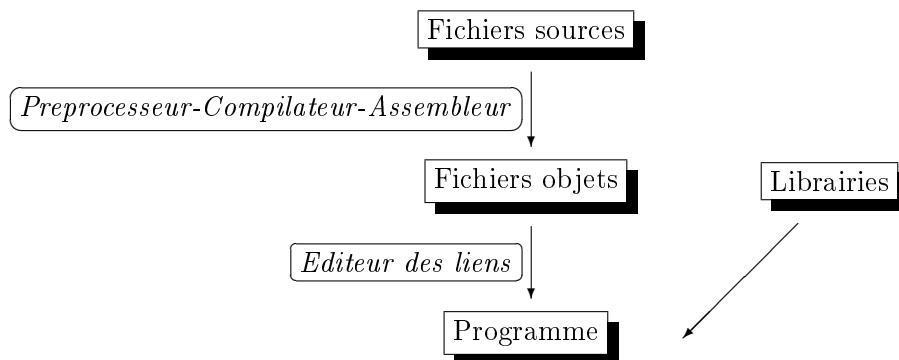 Fichiers sources
Preprocesseur-Compilateur-Assembleur
Fichiers objets
Librairies
Editeur des liens
Programme